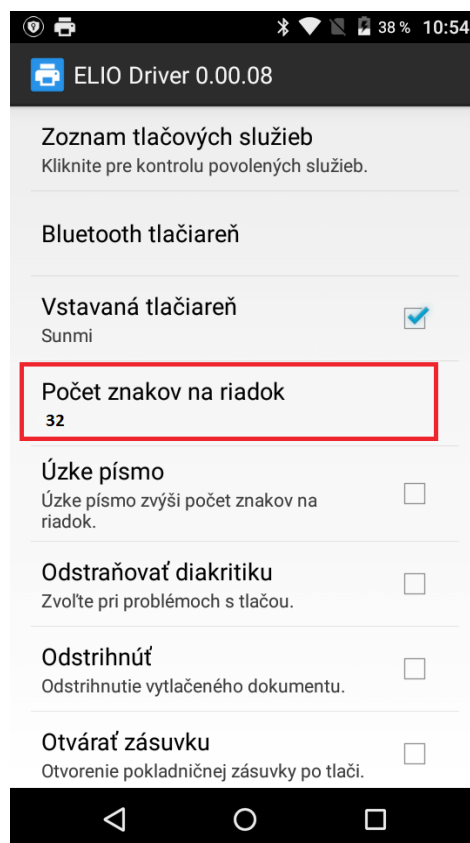 38 % 10:54
ELIO Driver 0.00.08
Zoznam tlačových služieb
Kliknite pre kontrolu povolených služieb.
Bluetooth tlačiareň
Vstavaná tlačiareň
Sunmi
Počet znakov na riadok
32
Úzke písmo
Úzke písmo zvýši počet znakov na
riadok.
Odstraňovať diakritiku
Zvoľte pri problémoch s tlačou.
Odstrihnúť
Odstrihnutie vytlačeného dokumentu.
Otvárať zásuvku
Otvorenie pokladničnej zásuvky po tlači.